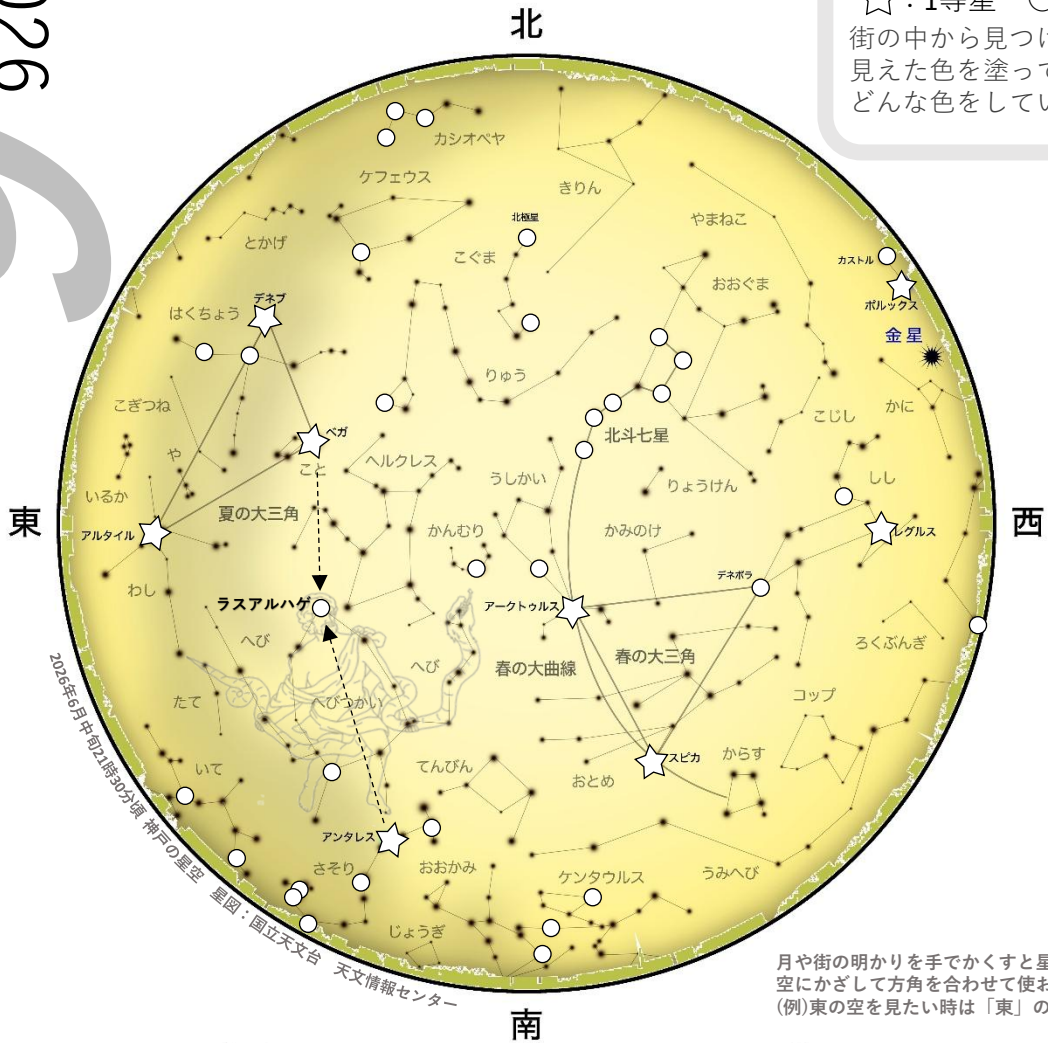 北
2026
6
☆：1等星 ○
街の中から見つけ
見えた色を塗って
どんな色をしてい
カシオペヤ
ケフェウス
きりん
北極星
やまねこ
とかげ
こぐま
カストル
おおぐま
デネブ
ポルックス
はくちょう
金星
りゅう
こぎつね
かに
こじし
ベガ
北斗七星
や
こと
ヘルクレス
うしかい
しし
りょうけん
いるか
夏の大三角
東
かんむり
かみのけ
西
アルタイル
レグルス
デネボラ
わし
ラスアルハゲ
アークトゥルス
へび
ろくぶんぎ
春の大三角
へび
春の大曲線
たて
へびつかい
コップ
からす
スピカ
いて
てんびん
おとめ
アンタレス
さそり
おおかみ
うみへび
ケンタウルス
じょうぎ
2026年6月中旬21時30分頃 神戸の星空 星図：国立天文台 天文情報センター
月や街の明かりを手でかくすと星
空にかざして方角を合わせて使お
(例)東の空を見たい時は「東」の
南